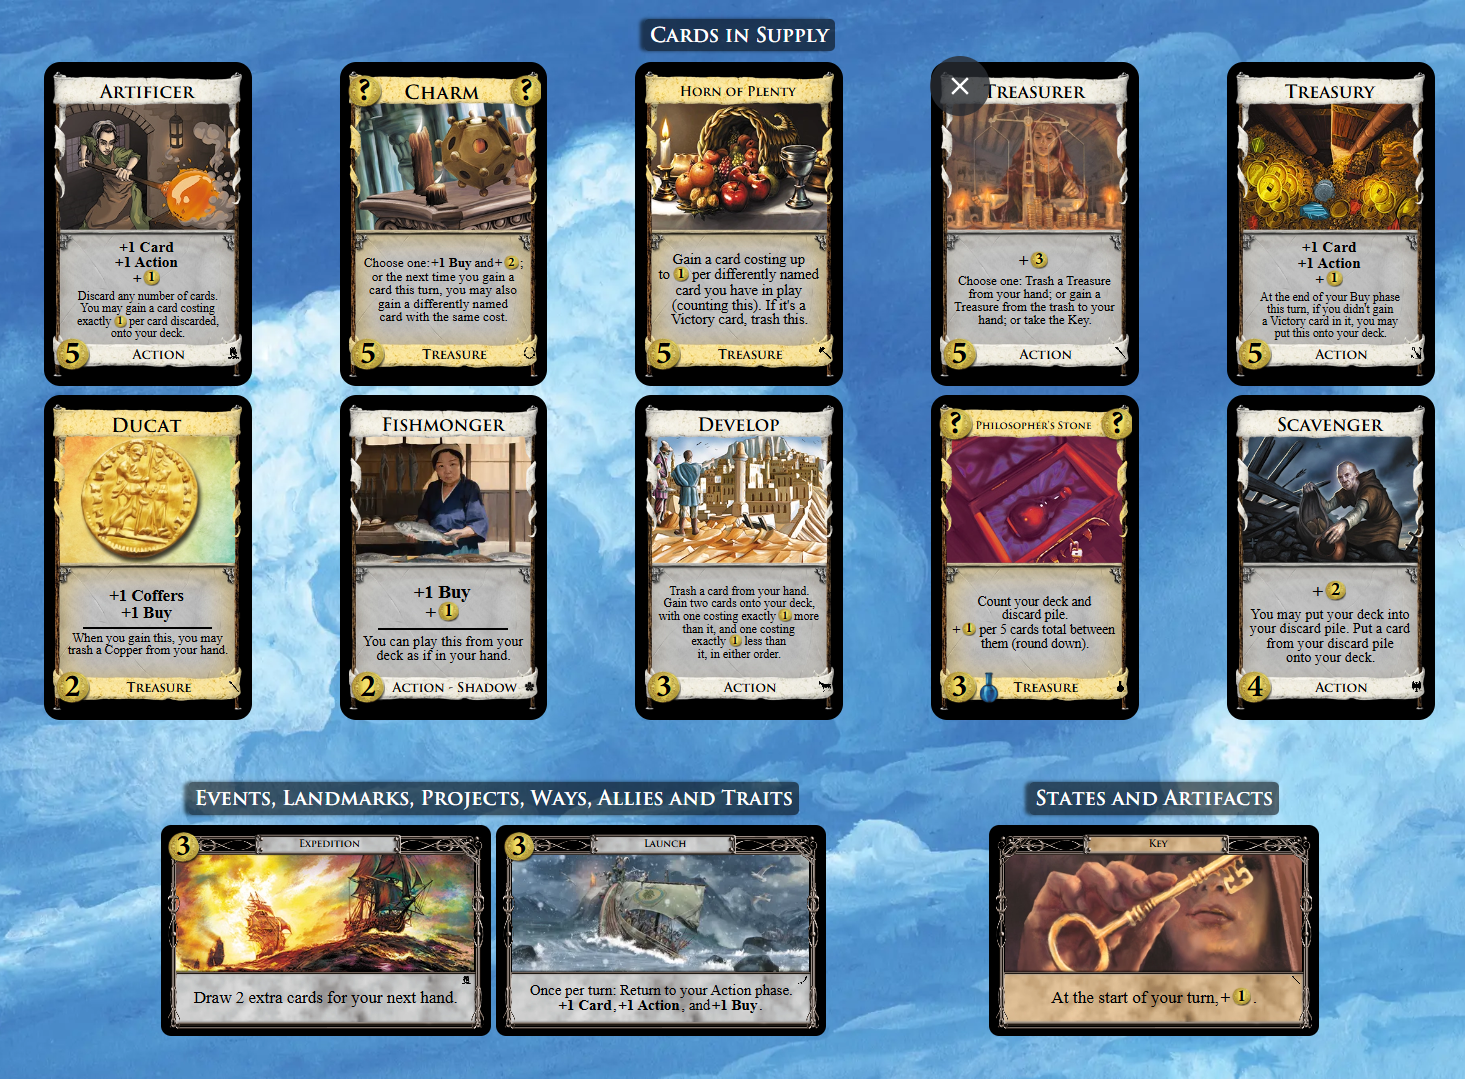 Cards in Supply
Artificer
+1 Card
+1 Action
+1
Discard any number of cards.
You may gain a card costing
exactly 1 per card discarded,
onto your deck.
5 Action
? Charm ?
Choose one: +1 Buy and +2;
or the next time you gain a
card this turn, you may also
gain a differently named
card with the same cost.
5 Treasure
Horn of Plenty
Gain a card costing up
to 1 per differently named
card you have in play
(counting this). If it's a
Victory card, trash this.
5 Treasure
Treasurer
+3
Choose one: Trash a Treasure
from your hand; or gain a
Treasure from the trash to your
hand; or take the Key.
5 Action
Treasury
+1 Card
+1 Action
+1
At the end of your Buy phase
this turn, if you didn't gain
a Victory card in it, you may
put this onto your deck.
5 Action
Ducat
+1 Coffers
+1 Buy
When you gain this, you may
trash a Copper from your hand.
2 Treasure
Fishmonger
+1 Buy
+1
You can play this from your
deck as if in your hand.
2 Action - Shadow
Develop
Trash a card from your hand.
Gain two cards onto your deck,
with one costing exactly 1 more
than it, and one costing
exactly 1 less than
it, in either order.
3 Action
? Philosopher's Stone ?
Count your deck and
discard pile.
+1 per 5 cards total between
them (round down).
3 Treasure
Scavenger
+2
You may put your deck into
your discard pile. Put a card
from your discard pile
onto your deck.
4 Action
Events, Landmarks, Projects, Ways, Allies and Traits
3 Expedition
Draw 2 extra cards for your next hand.
3 Launch
Once per turn: Return to your Action phase.
+1 Card, +1 Action, and +1 Buy.
States and Artifacts
Key
At the start of your turn, +1.